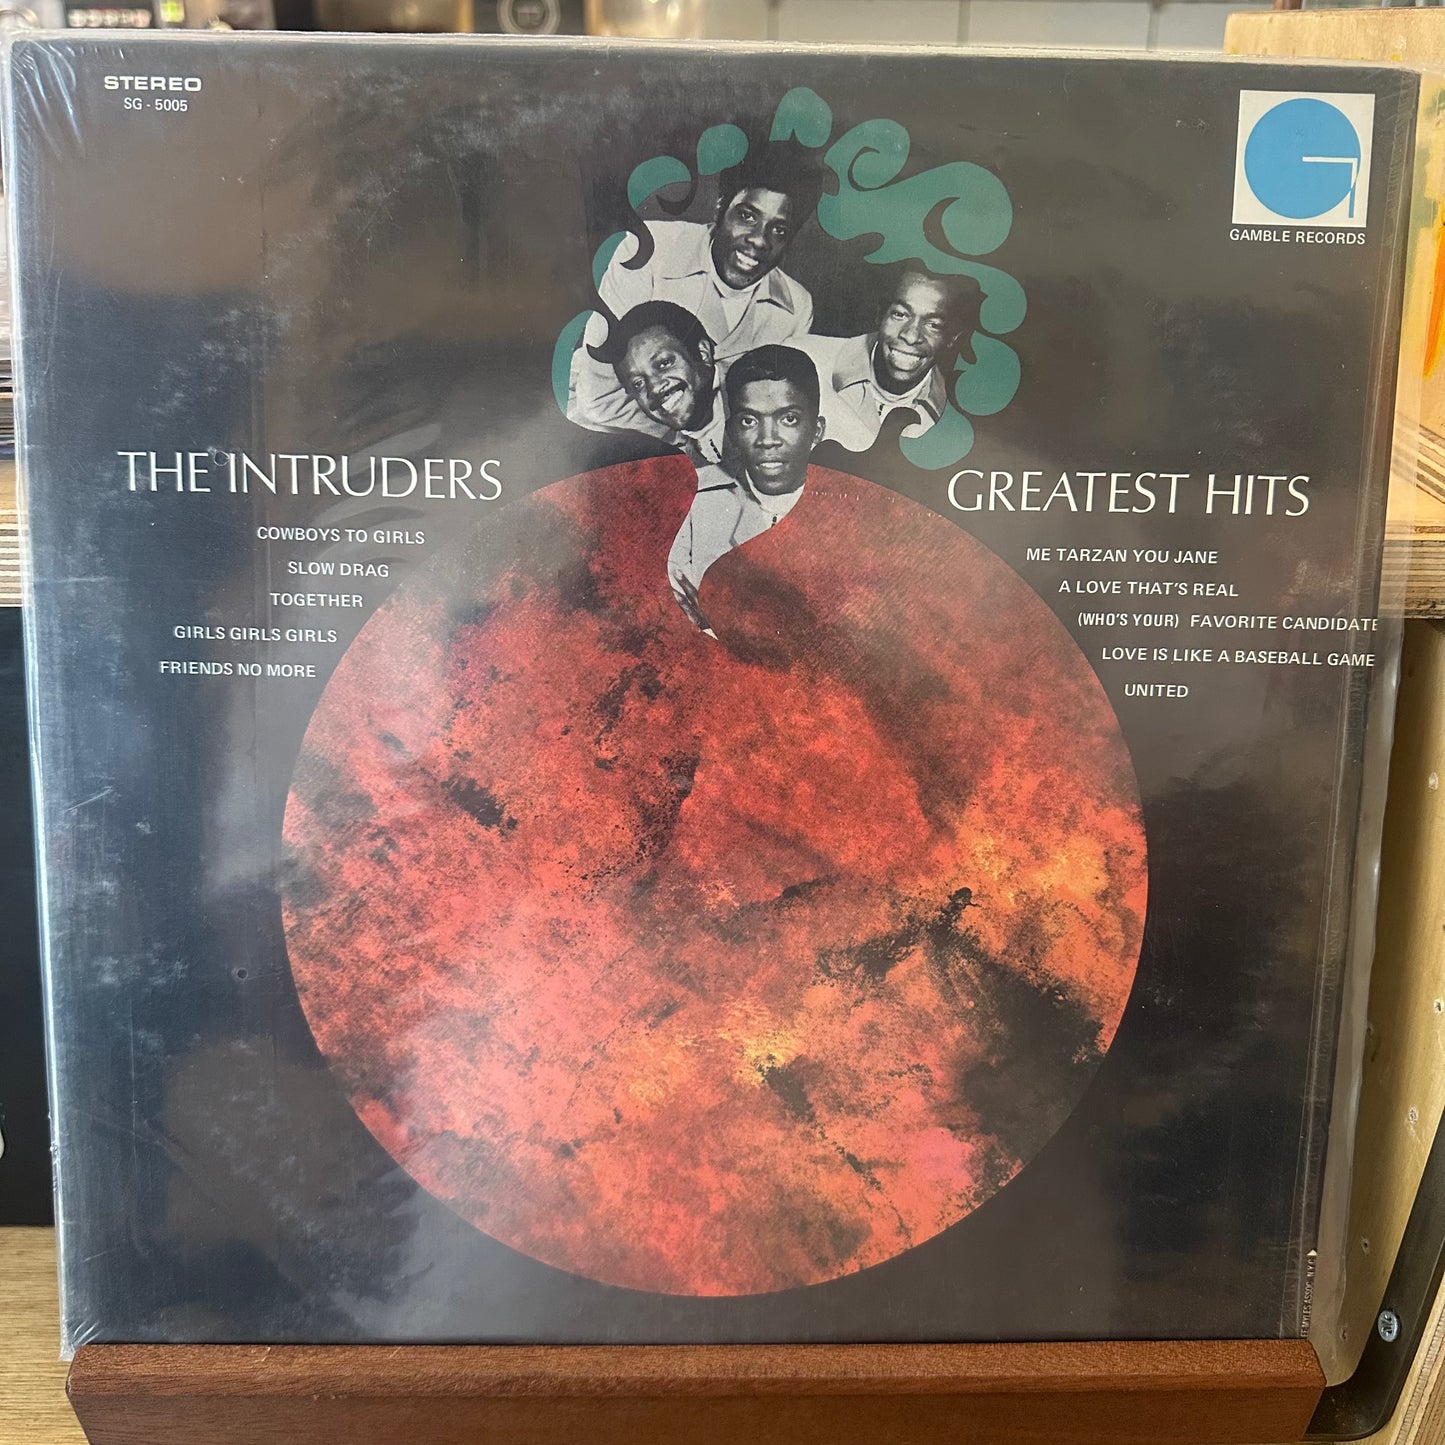 STEREO
SG - 5005
GAMBLE RECORDS
THE INTRUDERS
GREATEST HITS
COWBOYS TO GIRLS
SLOW DRAG
TOGETHER
GIRLS GIRLS GIRLS
FRIENDS NO MORE
ME TARZAN YOU JANE
A LOVE THAT'S REAL
(WHO'S YOUR) FAVORITE CANDIDATE
LOVE IS LIKE A BASEBALL GAME
UNITED